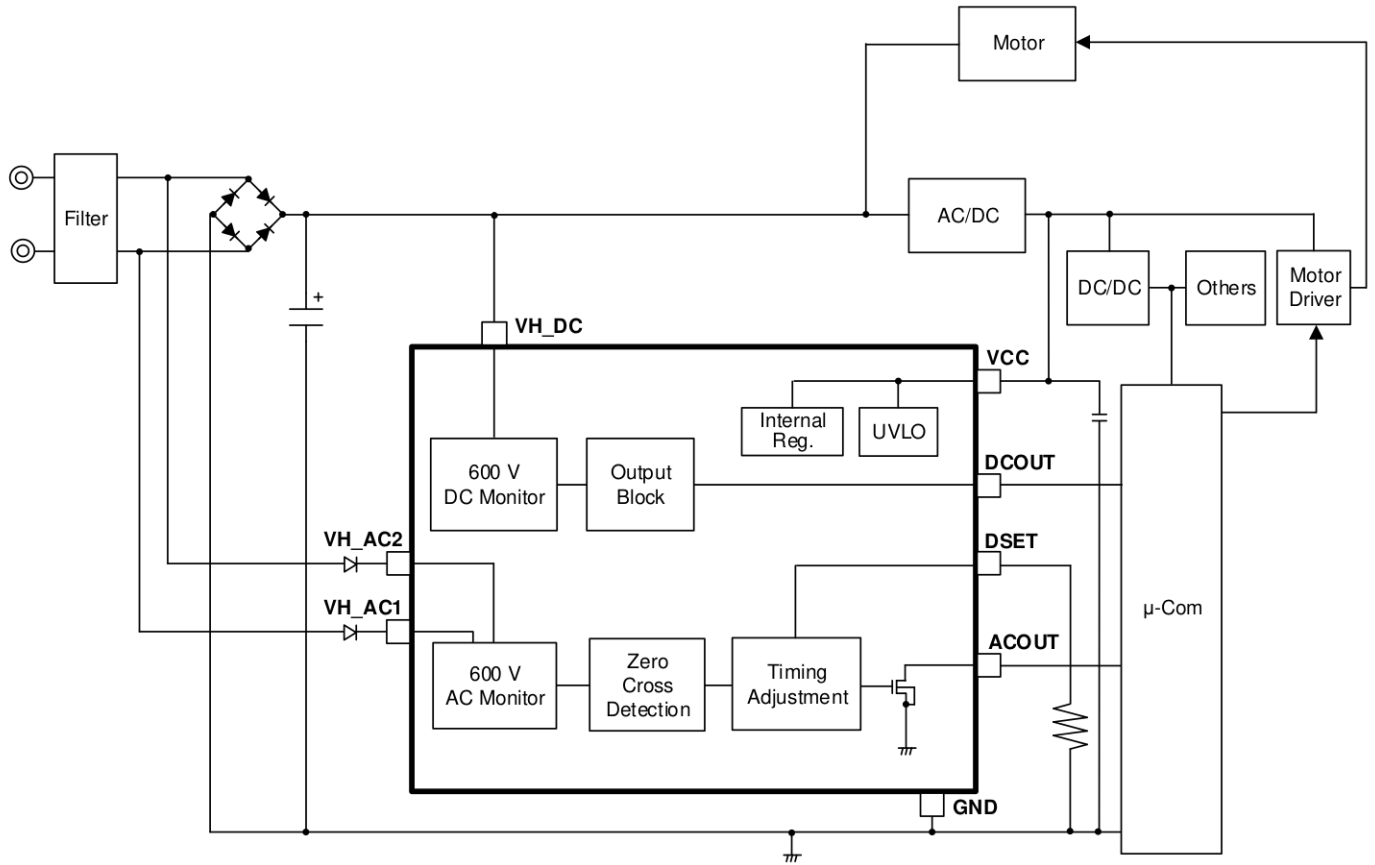 Motor
Filter
AC/DC
DC/DC
Others
Motor
Driver
+
VH_DC
VCC
Internal
Reg.
UVLO
600 V
DC Monitor
Output
Block
DCOUT
VH_AC2
DSET
VH_AC1
µ-Com
600 V
AC Monitor
Zero
Cross
Detection
Timing
Adjustment
ACOUT
GND